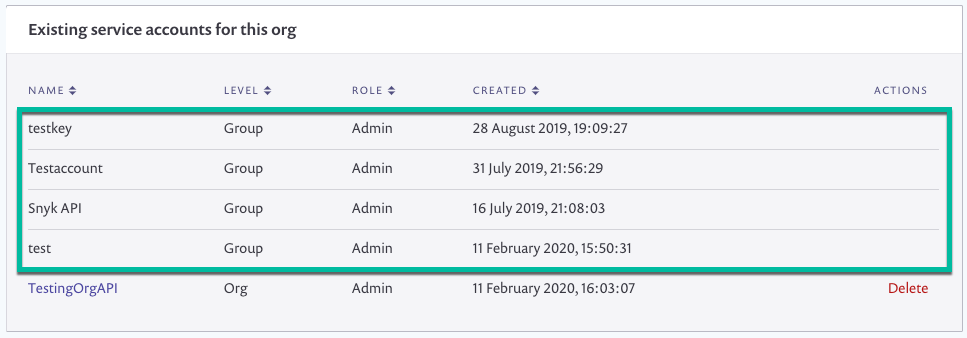 Existing service accounts for this org
NAME LEVEL ROLE CREATED ACTIONS
testkey Group Admin 28 August 2019, 19:09:27
Testaccount Group Admin 31 July 2019, 21:56:29
Snyk API Group Admin 16 July 2019, 21:08:03
test Group Admin 11 February 2020, 15:50:31
TestingOrgAPI Org Admin 11 February 2020, 16:03:07 Delete